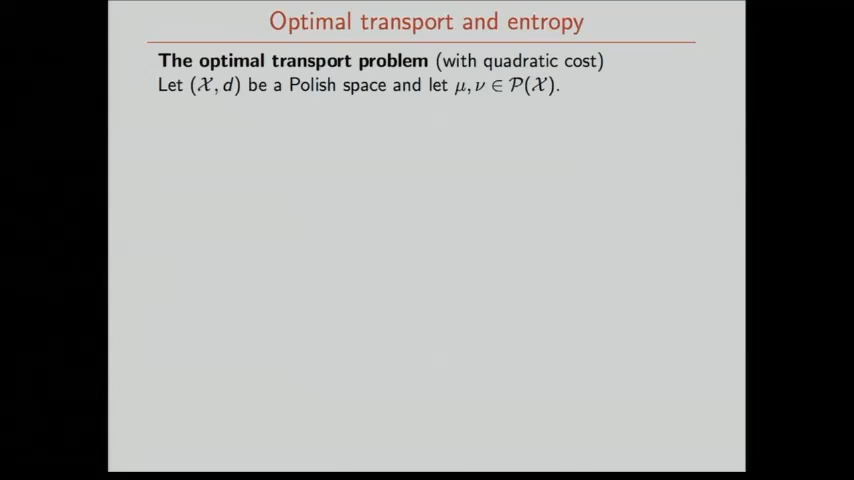 Optimal transport and entropy
The optimal transport problem (with quadratic cost)
Let (𝒳, d) be a Polish space and let μ, ν ∈ 𝒫(𝒳).